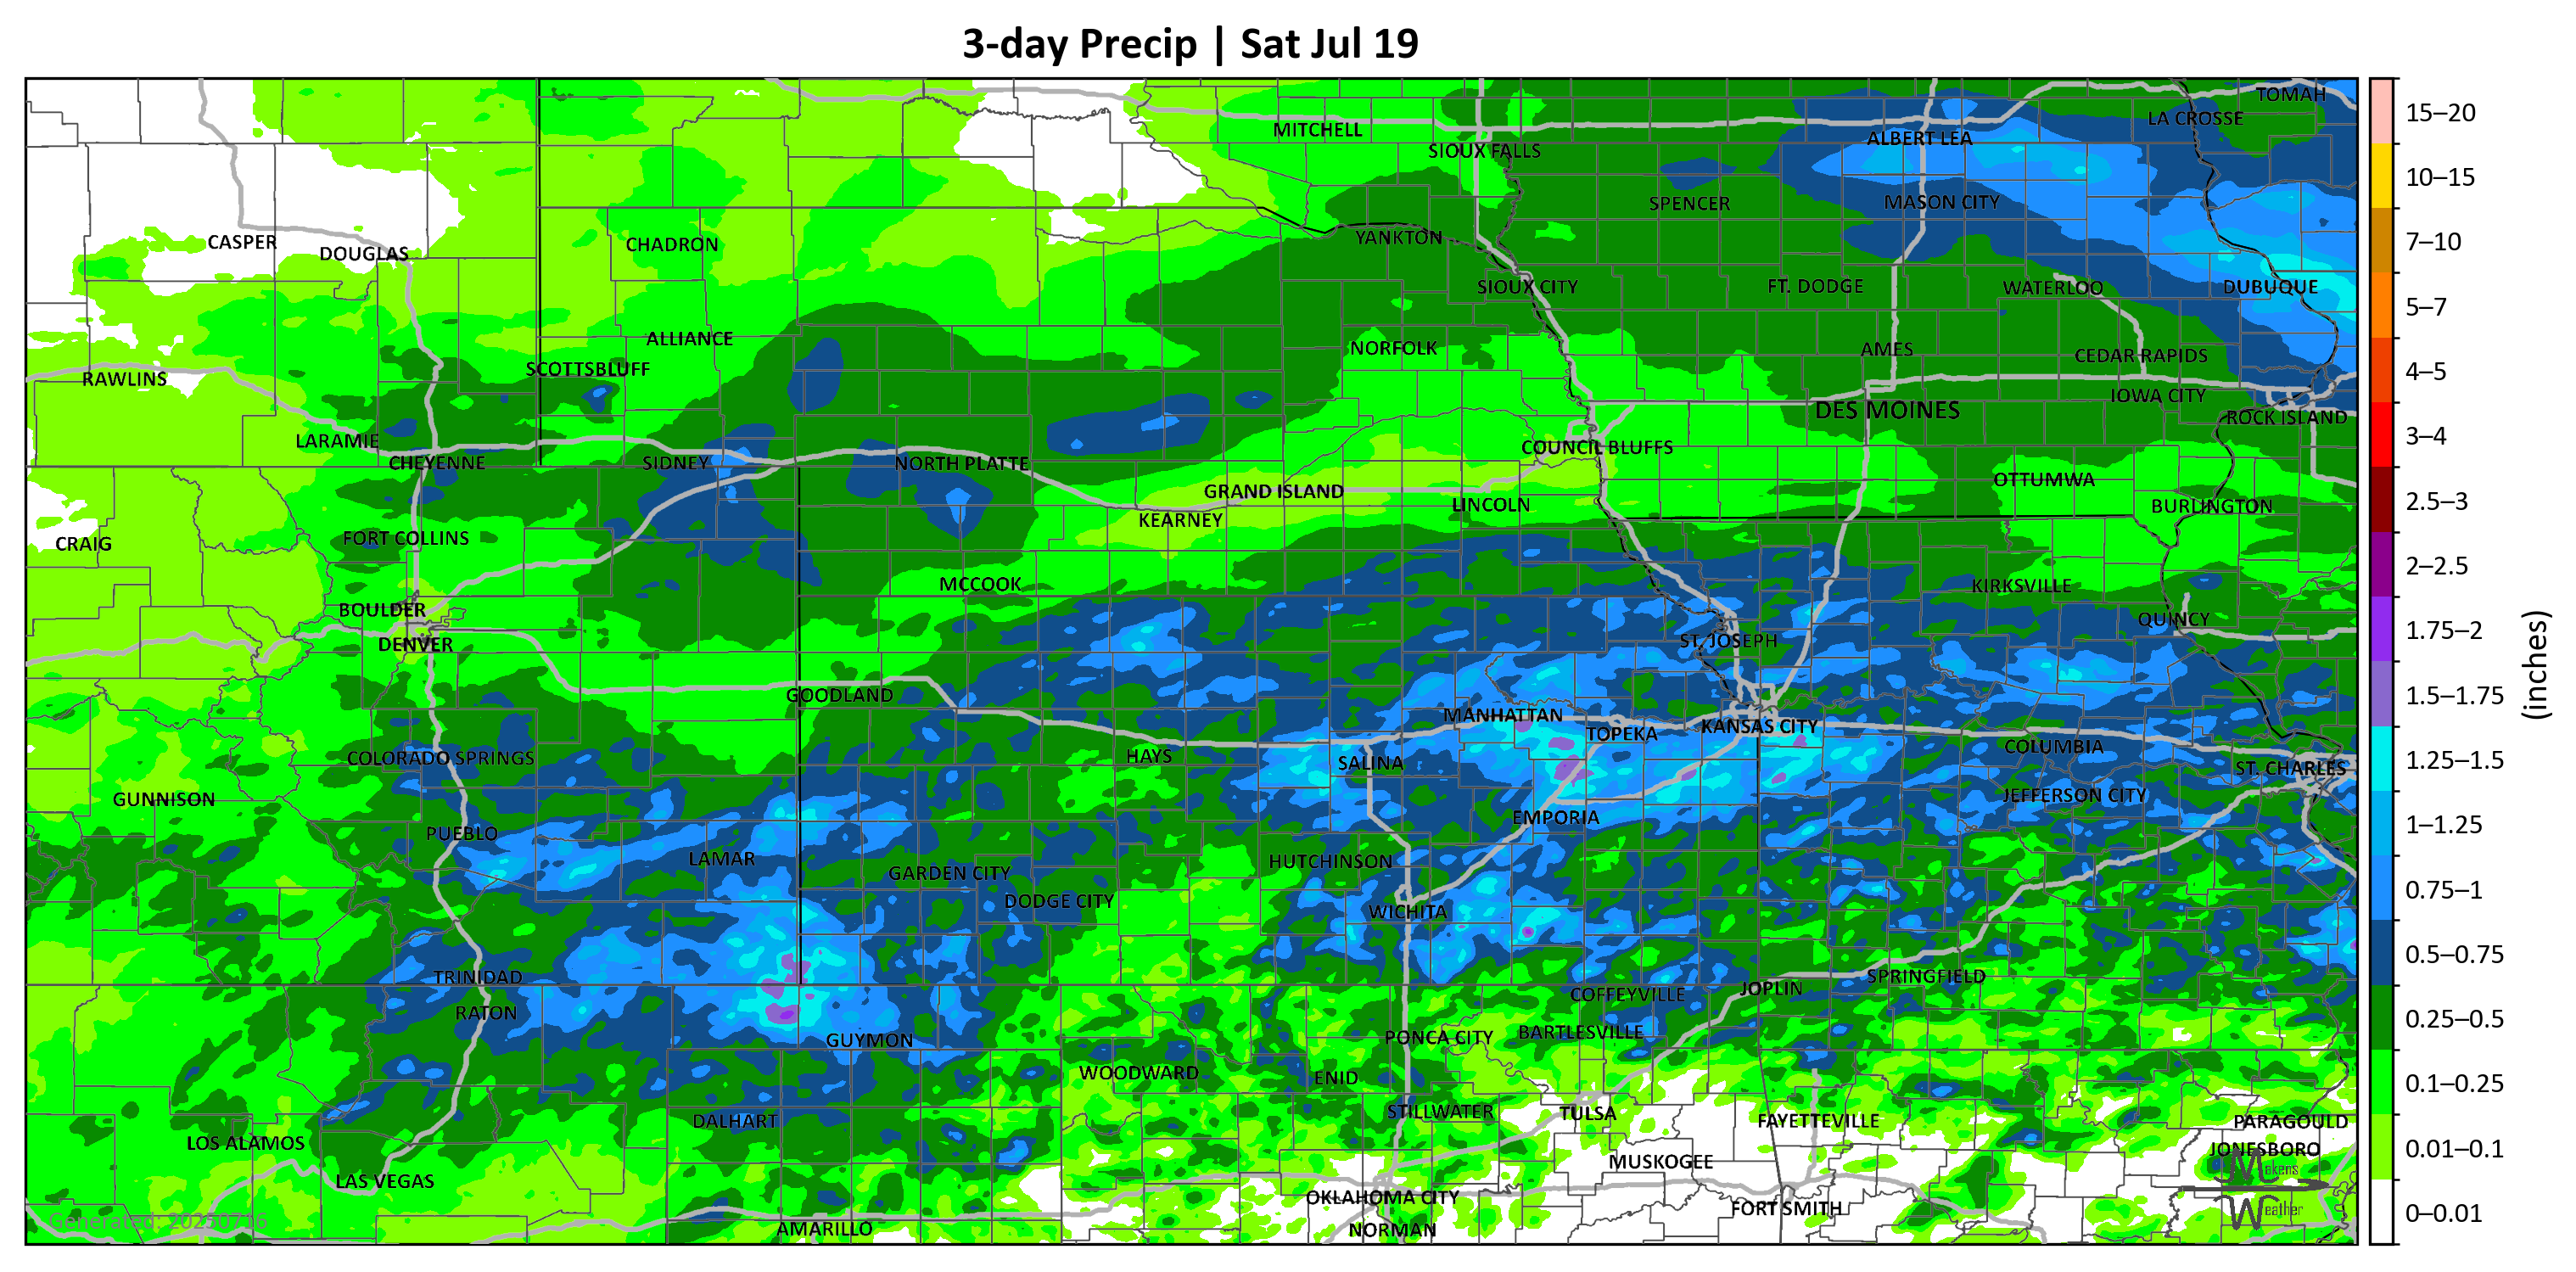 3-day Precip | Sat Jul 19
TOMAH
LA CROSSE
MITCHELL
ALBERT LEA
SIOUX FALLS
SPENCER
MASON CITY
YANKTON
CASPER
DOUGLAS
CHADRON
SIOUX CITY
FT. DODGE
WATERLOO
DUBUQUE
ALLIANCE
NORFOLK
AMES
CEDAR RAPIDS
SCOTTSBLUFF
RAWLINS
IOWA CITY
DES MOINES
ROCK ISLAND
LARAMIE
COUNCIL BLUFFS
CHEYENNE
SIDNEY
NORTH PLATTE
OTTUMWA
GRAND ISLAND
LINCOLN
BURLINGTON
KEARNEY
FORT COLLINS
CRAIG
MCCOOK
KIRKSVILLE
BOULDER
QUINCY
DENVER
ST. JOSEPH
GOODLAND
MANHATTAN
KANSAS CITY
TOPEKA
COLUMBIA
COLORADO SPRINGS
HAYS
SALINA
ST. CHARLES
GUNNISON
JEFFERSON CITY
EMPORIA
PUEBLO
LAMAR
HUTCHINSON
GARDEN CITY
DODGE CITY
WICHITA
TRINIDAD
SPRINGFIELD
JOPLIN
COFFEYVILLE
RATON
BARTLESVILLE
PONCA CITY
GUYMON
WOODWARD
ENID
STILLWATER
TULSA
DALHART
FAYETTEVILLE
PARAGOULD
LOS ALAMOS
JONESBORO
MUSKOGEE
LAS VEGAS
OKLAHOMA CITY
FORT SMITH
AMARILLO
NORMAN
Generated: 20250716
Makens
Weather
15–20
10–15
7–10
5–7
4–5
3–4
2.5–3
2–2.5
1.75–2
1.5–1.75
1.25–1.5
1–1.25
0.75–1
0.5–0.75
0.25–0.5
0.1–0.25
0.01–0.1
0–0.01
(inches)